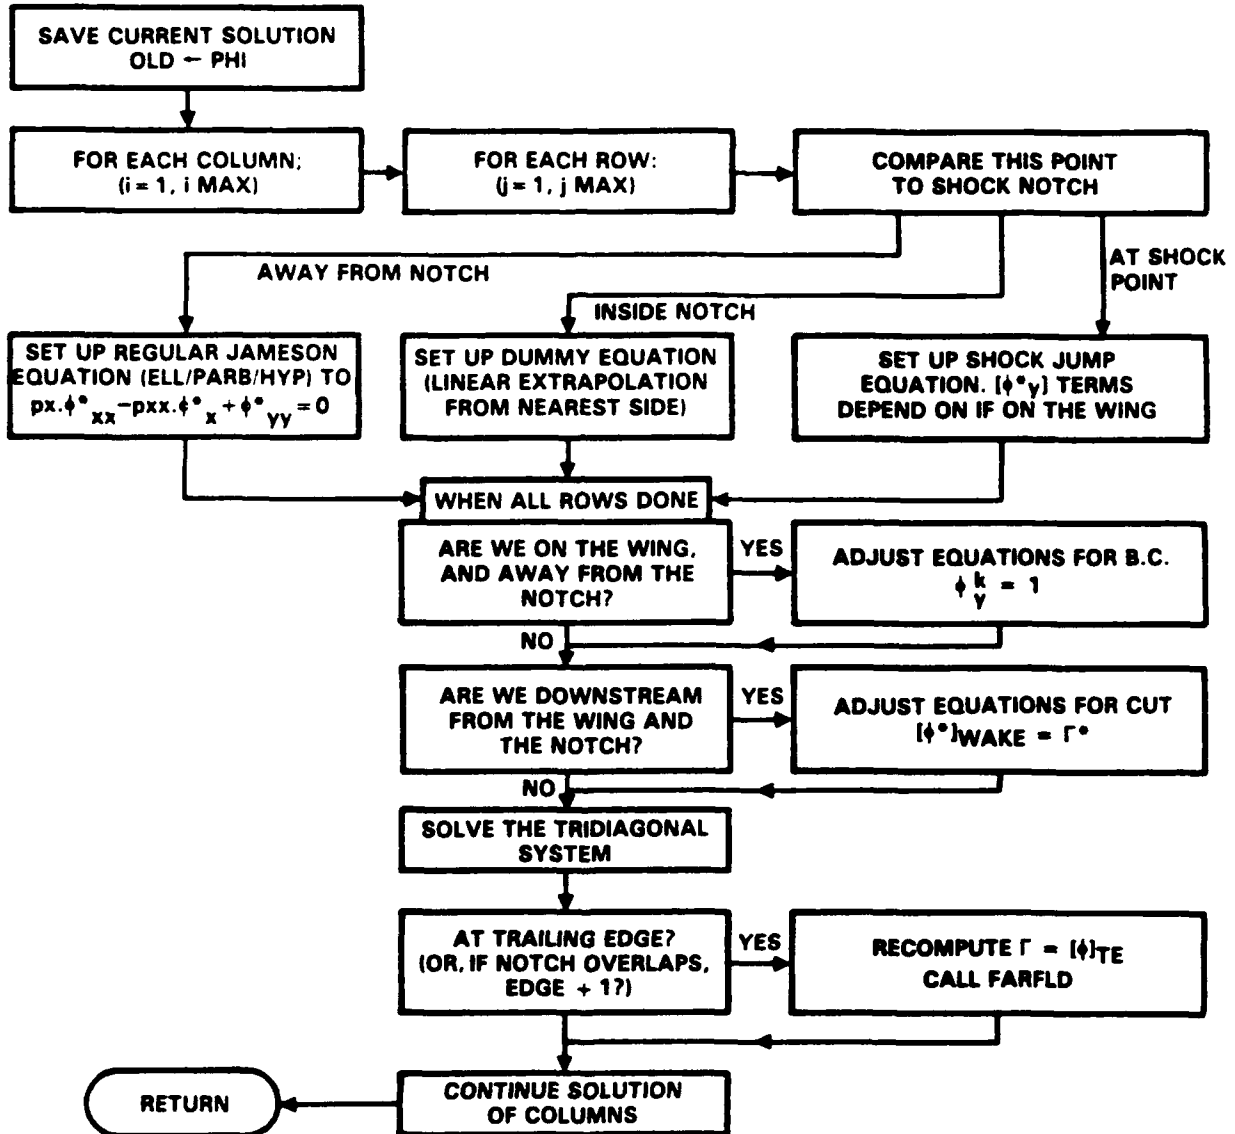 SAVE CURRENT SOLUTION
OLD ← PHI
FOR EACH COLUMN;
(i = 1, i MAX)
FOR EACH ROW:
(j = 1, j MAX)
COMPARE THIS POINT
TO SHOCK NOTCH
AWAY FROM NOTCH
INSIDE NOTCH
AT SHOCK
POINT
SET UP REGULAR JAMESON
EQUATION (ELL/PARB/HYP) TO
px.ϕ*xx−pxx.ϕ*x + ϕ*yy = 0
SET UP DUMMY EQUATION
(LINEAR EXTRAPOLATION
FROM NEAREST SIDE)
SET UP SHOCK JUMP
EQUATION. [ϕ*y] TERMS
DEPEND ON IF ON THE WING
WHEN ALL ROWS DONE
ARE WE ON THE WING,
AND AWAY FROM THE
NOTCH?
YES
ADJUST EQUATIONS FOR B.C.
ϕ k y = 1
NO
ARE WE DOWNSTREAM
FROM THE WING AND
THE NOTCH?
YES
ADJUST EQUATIONS FOR CUT
[ϕ*]WAKE = Γ*
NO
SOLVE THE TRIDIAGONAL
SYSTEM
AT TRAILING EDGE?
(OR, IF NOTCH OVERLAPS,
EDGE + 1?)
YES
RECOMPUTE Γ = [ϕ]TE
CALL FARFLD
CONTINUE SOLUTION
OF COLUMNS
RETURN